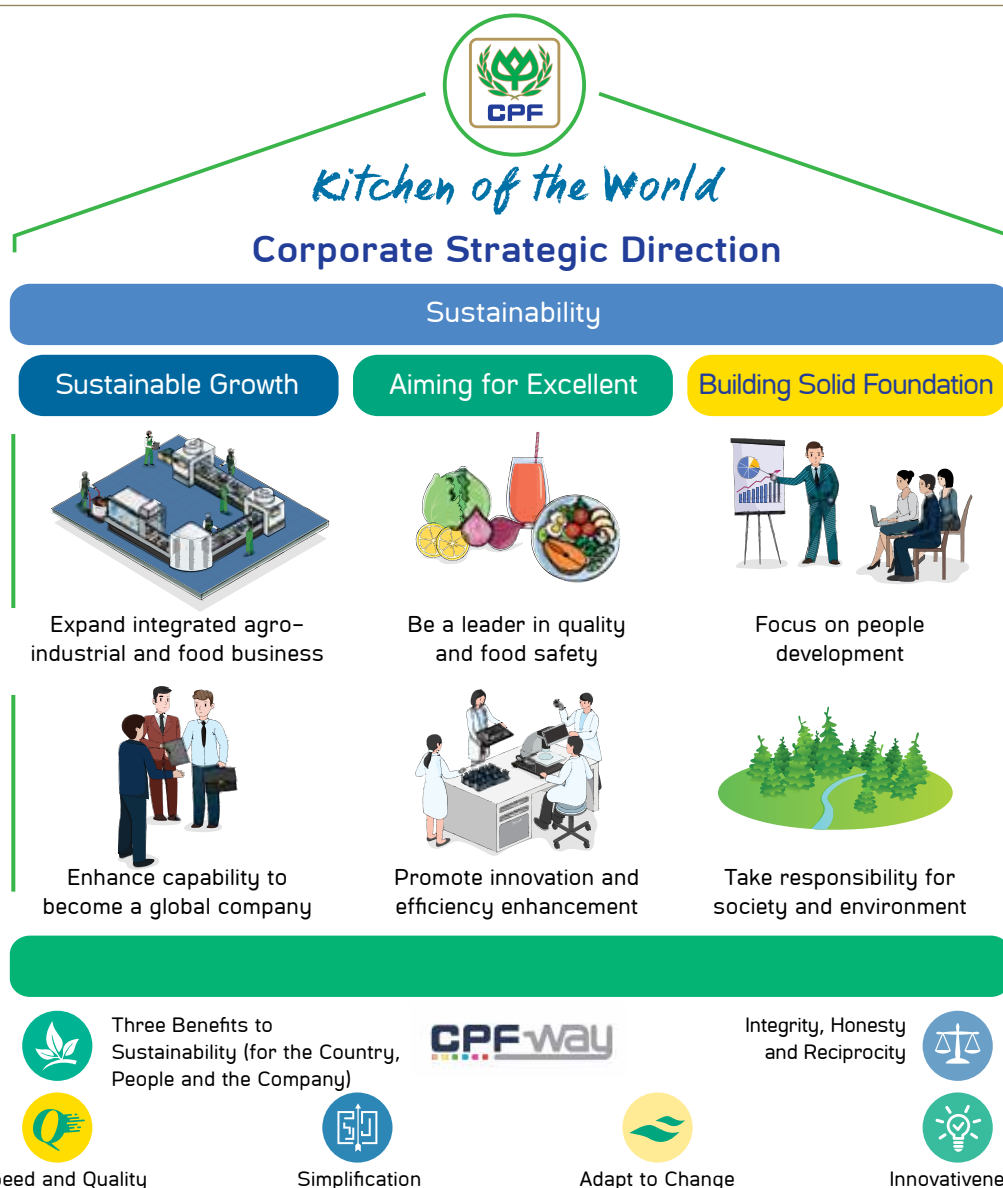 CPF
Kitchen of the World
Corporate Strategic Direction
Sustainability
Sustainable Growth
Aiming for Excellent
Building Solid Foundation
Expand integrated agro-
industrial and food business
Be a leader in quality
and food safety
Focus on people
development
Enhance capability to
become a global company
Promote innovation and
efficiency enhancement
Take responsibility for
society and environment
Three Benefits to
Sustainability (for the Country,
People and the Company)
CPF-Way
Integrity, Honesty
and Reciprocity
and Quality
Simplification
Adapt to Change